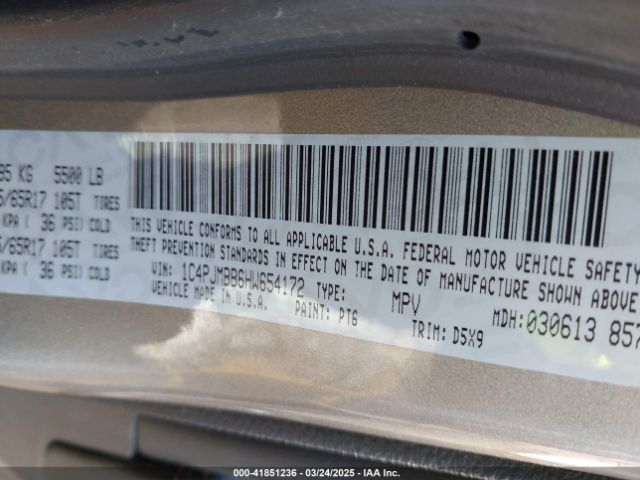 95 KG 5500 LB
5/65R17 105T TIRES
KPA ( 36 PSI) COLD
/65R17 105T TIRES
KPA ( 36 PSI) COLD
THIS VEHICLE CONFORMS TO ALL APPLICABLE U.S.A. FEDERAL MOTOR VEHICLE SAFETY
THEFT PREVENTION STANDARDS IN EFFECT ON THE DATE OF MANUFACTURE SHOWN ABOVE
VIN: 1C4PJMBB6HW654172 TYPE: MPV MDH:030613 857
VEHICLE MADE IN U.S.A. PAINT: PTG TRIM: D5X9
000-41851236 • 03/24/2025 • IAA Inc.